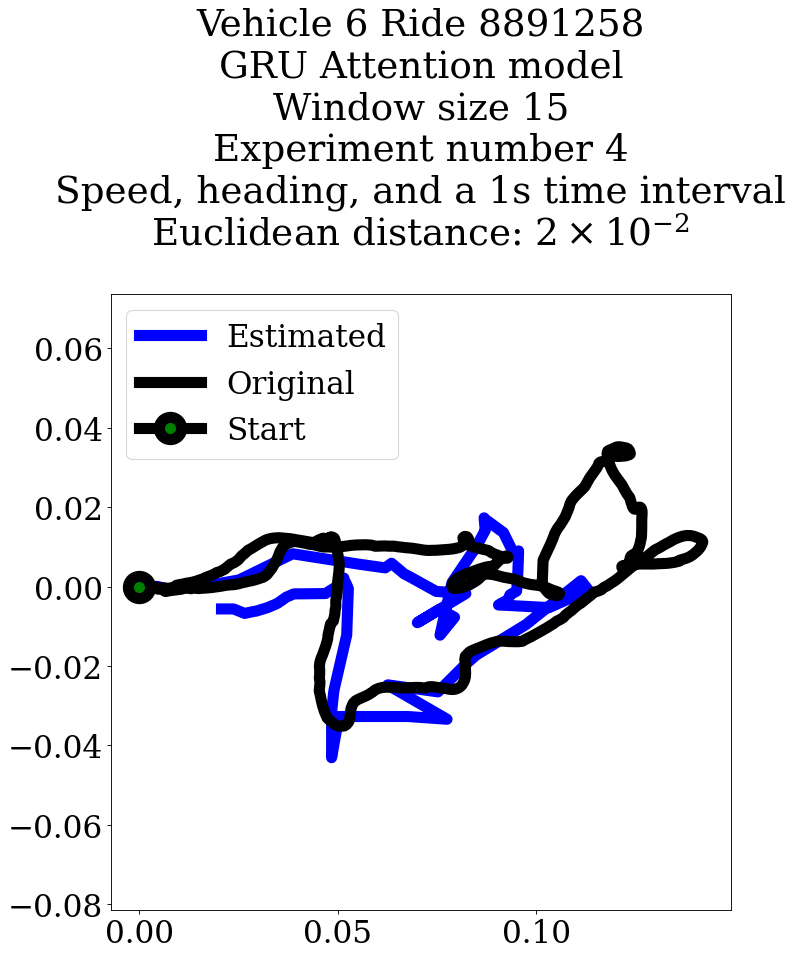 Vehicle 6 Ride 8891258
GRU Attention model
Window size 15
Experiment number 4
Speed, heading, and a 1s time interval
Euclidean distance: 2 × 10⁻²
Estimated
Original
Start
0.06
0.04
0.02
0.00
−0.02
−0.04
−0.06
−0.08
0.00 0.05 0.10